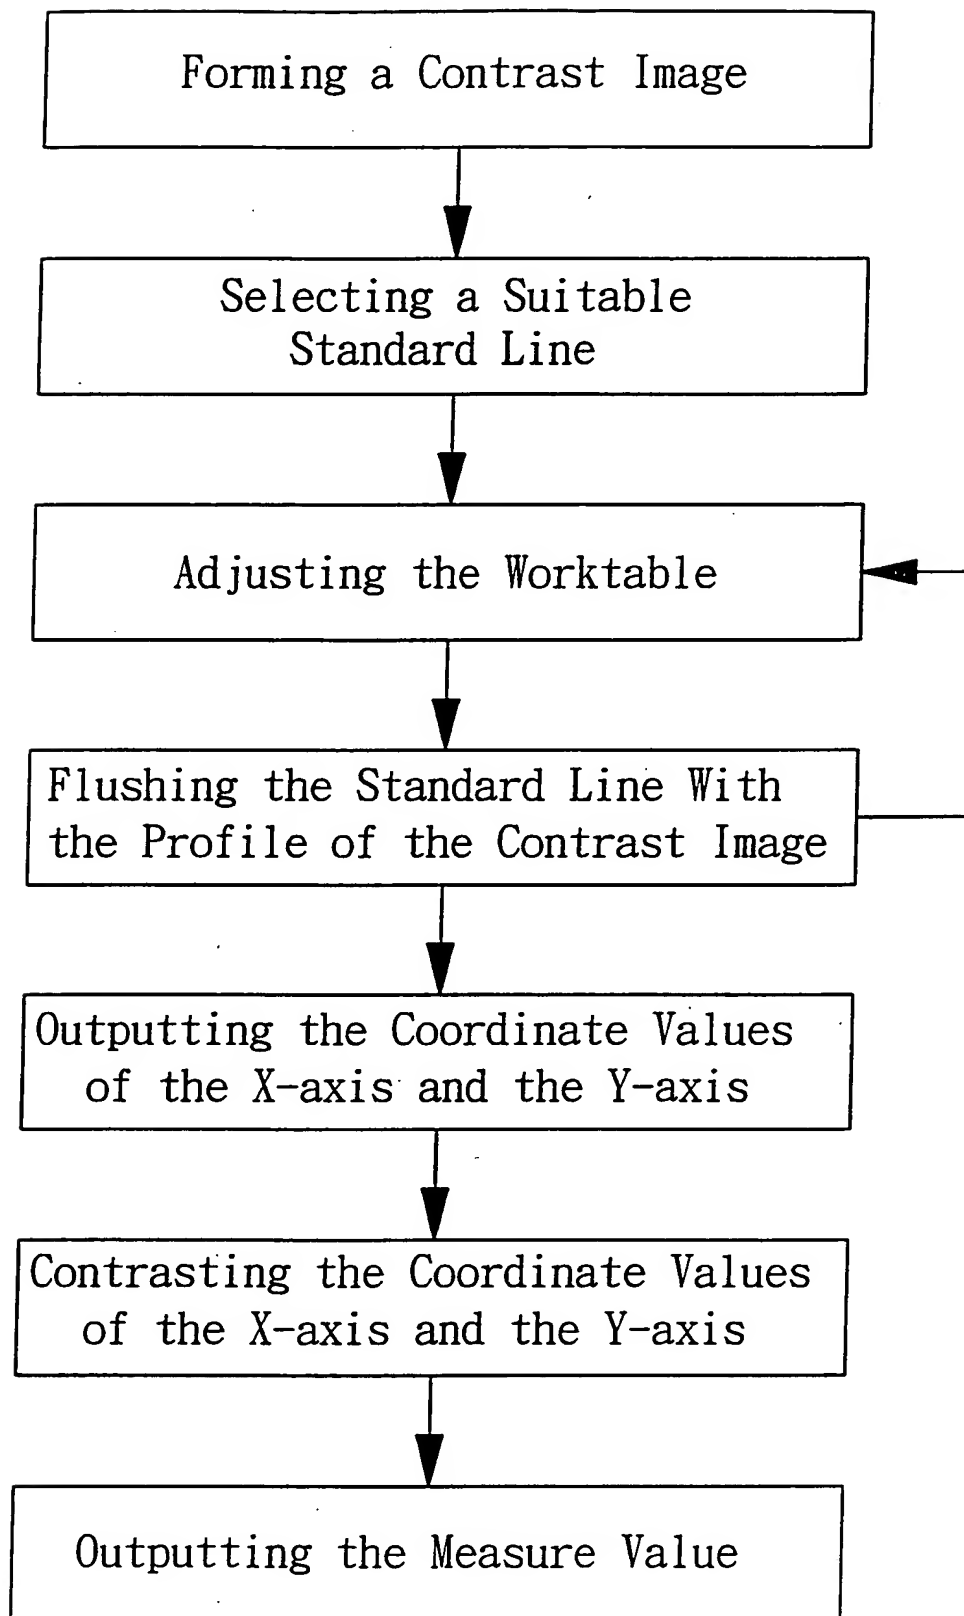 Forming a Contrast Image
Selecting a Suitable
Standard Line
Adjusting the Worktable
Flushing the Standard Line With
the Profile of the Contrast Image
Outputting the Coordinate Values
of the X-axis and the Y-axis
Contrasting the Coordinate Values
of the X-axis and the Y-axis
Outputting the Measure Value